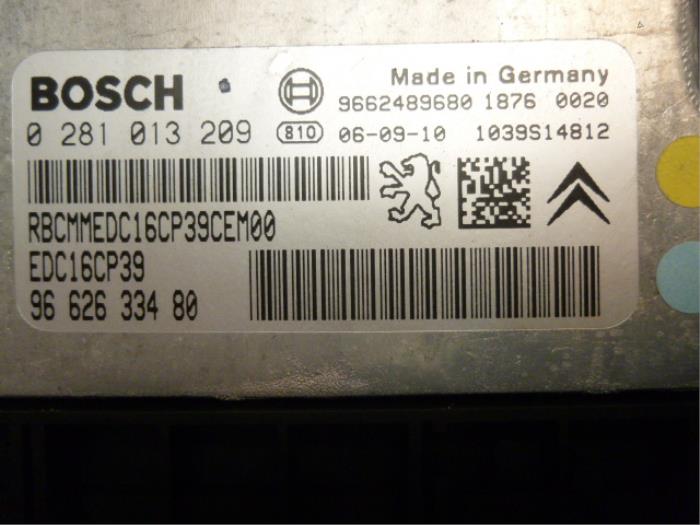 BOSCH Made in Germany
9662489680 1876 0020
0 281 013 209 810 06-09-10 1039S14812
RBCMMEDC16CP39CEM00
EDC16CP39
96 626 334 80